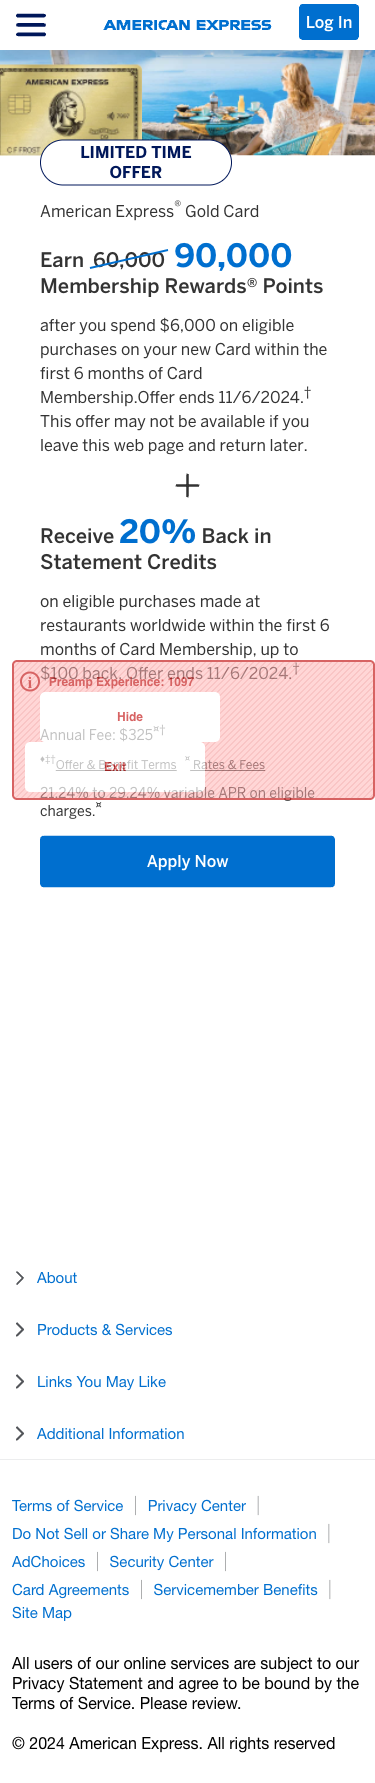 AMERICAN EXPRESS
Log In
AMERICAN EXPRESS
C F FROST
LIMITED TIME
OFFER
American Express® Gold Card
Earn 60,000 90,000
Membership Rewards® Points
after you spend $6,000 on eligible
purchases on your new Card within the
first 6 months of Card
Membership.Offer ends 11/6/2024.†
This offer may not be available if you
leave this web page and return later.
+
Receive 20% Back in
Statement Credits
on eligible purchases made at
restaurants worldwide within the first 6
months of Card Membership, up to
$100 back. Offer ends 11/6/2024.†
Preamp Experience: 1097
Hide
Annual Fee: $325¤†
Exit
♦‡†Offer & Benefit Terms ¤ Rates & Fees
21.24% to 29.24% variable APR on eligible
charges.¤
Apply Now
About
Products & Services
Links You May Like
Additional Information
Terms of Service Privacy Center
Do Not Sell or Share My Personal Information
AdChoices Security Center
Card Agreements Servicemember Benefits
Site Map
All users of our online services are subject to our
Privacy Statement and agree to be bound by the
Terms of Service. Please review.
© 2024 American Express. All rights reserved